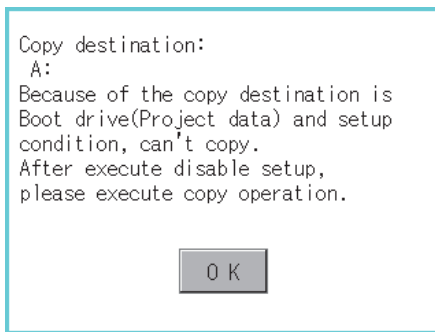 Copy destination:
A:
Because of the copy destination is
Boot drive(Project data) and setup
condition, can't copy.
After execute disable setup,
please execute copy operation.
OK